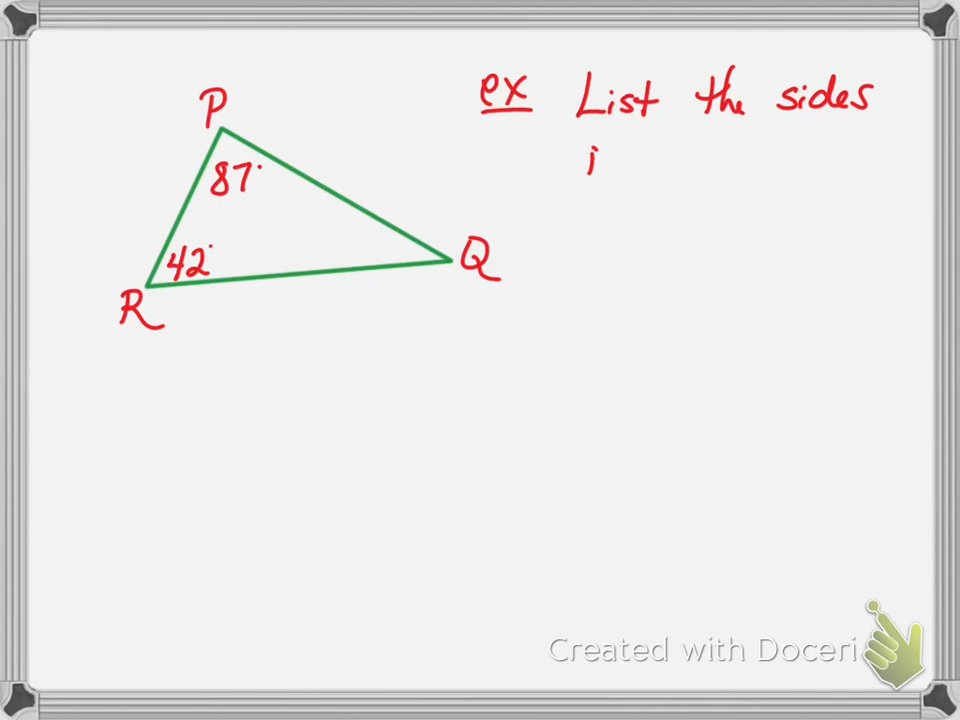 P
ex List the sides
i
87°
42°
Q
R
Created with Doceri